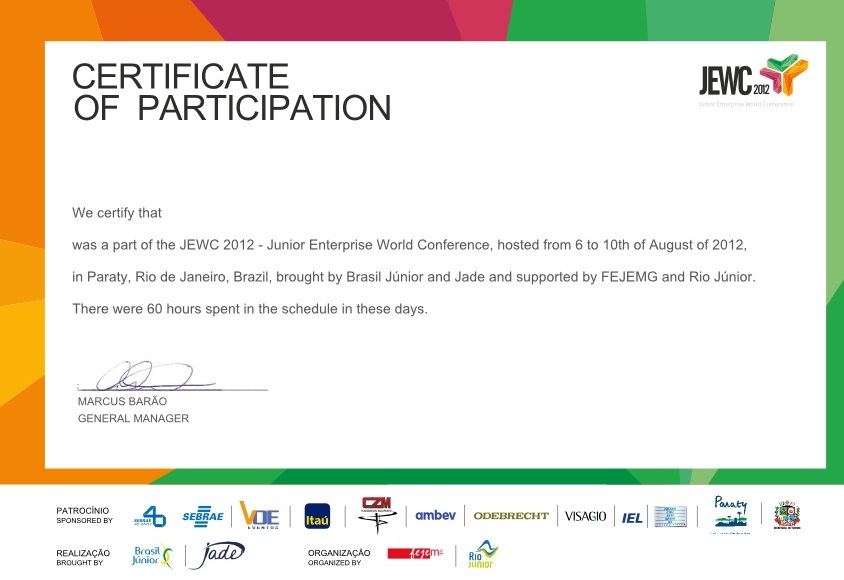 CERTIFICATE
OF PARTICIPATION
JEWC 2012
Junior Enterprise World Conference
We certify that
was a part of the JEWC 2012 - Junior Enterprise World Conference, hosted from 6 to 10th of August of 2012,
in Paraty, Rio de Janeiro, Brazil, brought by Brasil Júnior and Jade and supported by FEJEMG and Rio Júnior.
There were 60 hours spent in the schedule in these days.
MARCUS BARÃO
GENERAL MANAGER
PATROCÍNIO
SPONSORED BY
40
SEBRAE
SEBRAE
VOE
EVENTOS
Itaú
CZM
ambev
ODEBRECHT
VISAGIO
IEL
Paraty
REALIZAÇÃO
BROUGHT BY
Brasil
Júnior
Jade
ORGANIZAÇÃO
ORGANIZED BY
fejemg
RIO
JUNIOR